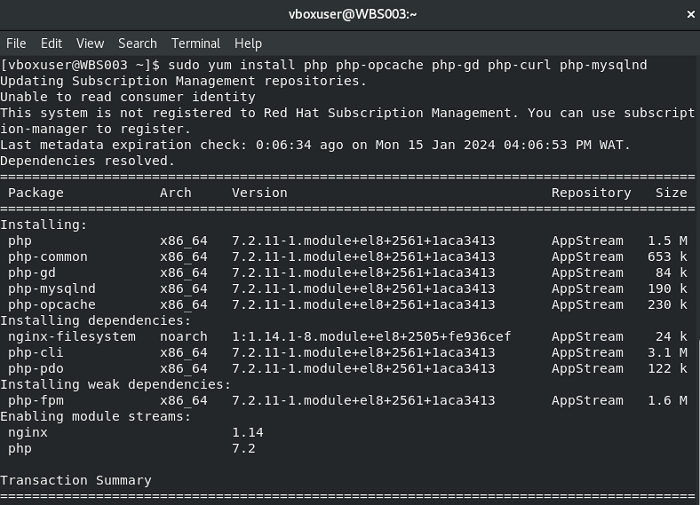 vboxuser@WBS003:~
×
File Edit View Search Terminal Help
[vboxuser@WBS003 ~]$ sudo yum install php php-opcache php-gd php-curl php-mysqlnd
Updating Subscription Management repositories.
Unable to read consumer identity
This system is not registered to Red Hat Subscription Management. You can use subscript
ion-manager to register.
Last metadata expiration check: 0:06:34 ago on Mon 15 Jan 2024 04:06:53 PM WAT.
Dependencies resolved.
================================================================================
Package Arch Version Repository Size
================================================================================
Installing:
php x86_64 7.2.11-1.module+el8+2561+1aca3413 AppStream 1.5 M
php-common x86_64 7.2.11-1.module+el8+2561+1aca3413 AppStream 653 k
php-gd x86_64 7.2.11-1.module+el8+2561+1aca3413 AppStream 84 k
php-mysqlnd x86_64 7.2.11-1.module+el8+2561+1aca3413 AppStream 190 k
php-opcache x86_64 7.2.11-1.module+el8+2561+1aca3413 AppStream 230 k
Installing dependencies:
nginx-filesystem noarch 1:1.14.1-8.module+el8+2505+fe936cef AppStream 24 k
php-cli x86_64 7.2.11-1.module+el8+2561+1aca3413 AppStream 3.1 M
php-pdo x86_64 7.2.11-1.module+el8+2561+1aca3413 AppStream 122 k
Installing weak dependencies:
php-fpm x86_64 7.2.11-1.module+el8+2561+1aca3413 AppStream 1.6 M
Enabling module streams:
nginx 1.14
php 7.2
Transaction Summary
================================================================================